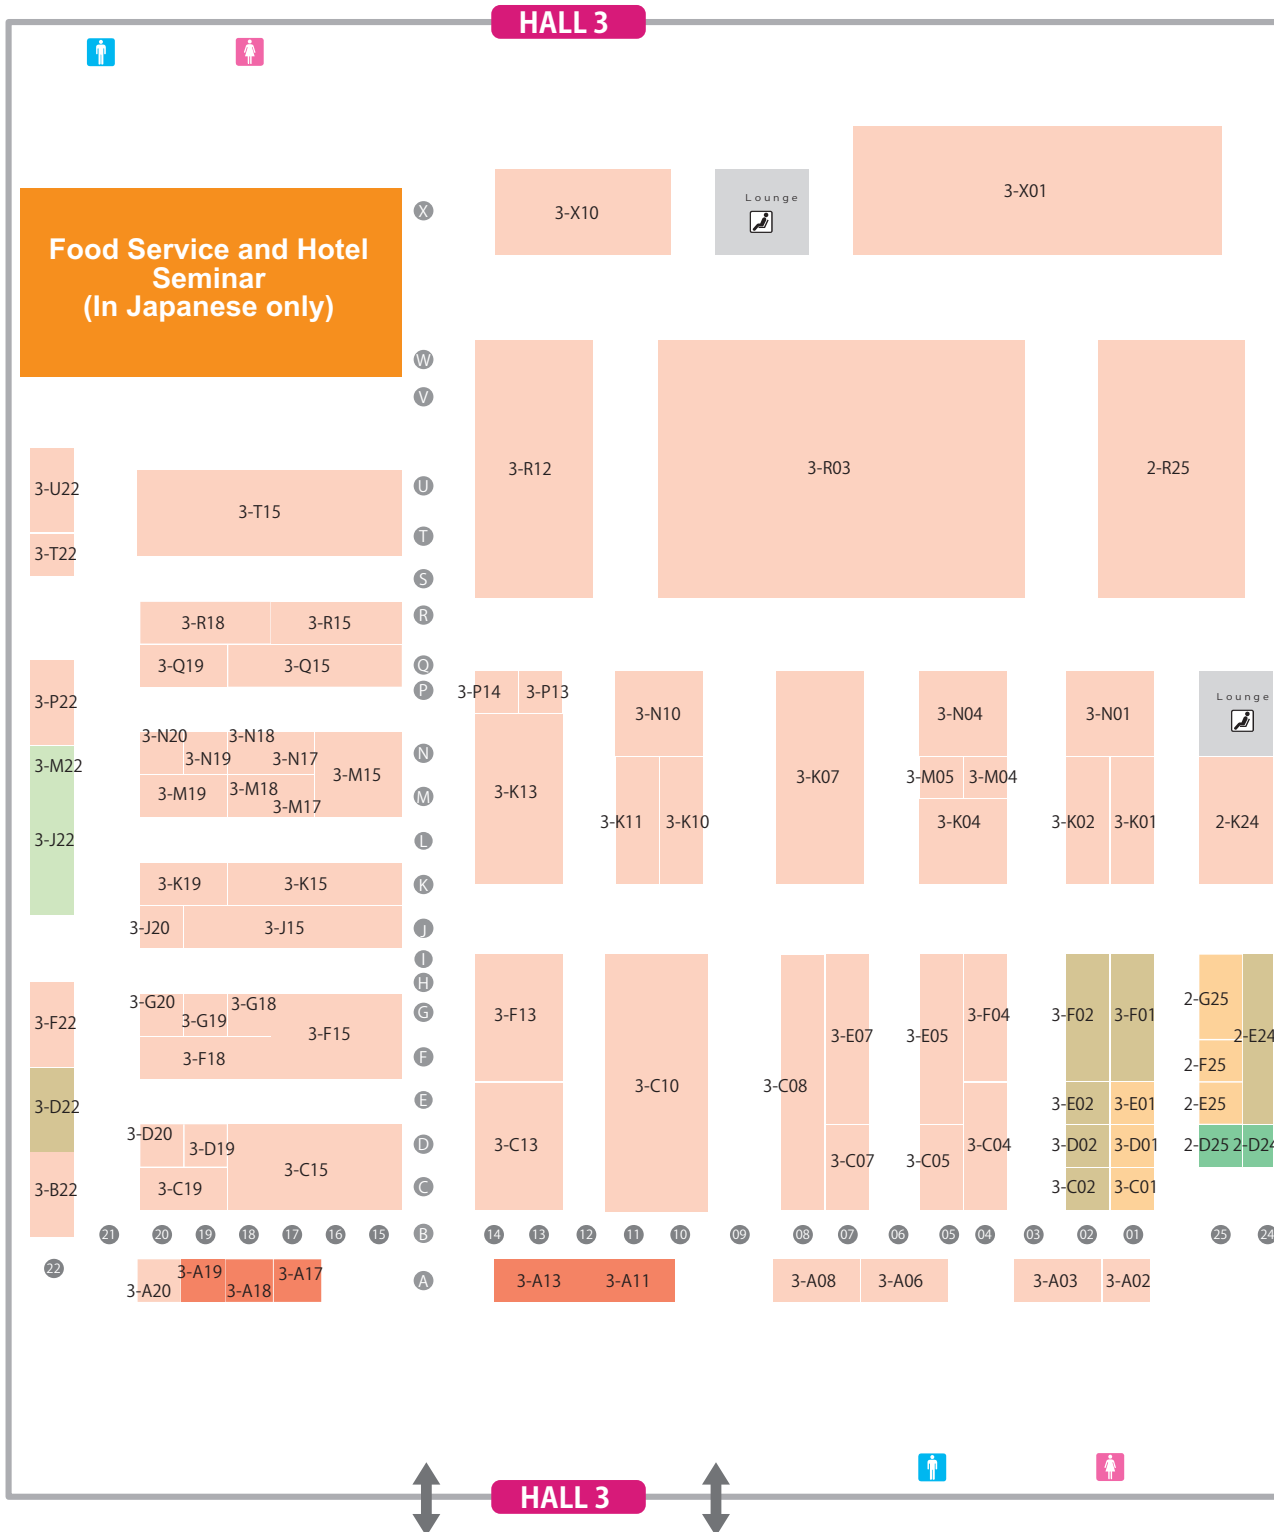 HALL 3
3-X01
Lounge
3-X10
X
Food Service and Hotel
Seminar
(In Japanese only)
W
V
3-R12
3-R03
2-R25
3-U22
U
3-T15
T
3-T22
S
3-R18
3-R15
R
3-Q19
3-Q15
Q
P
3-P14
3-P13
3-P22
3-N10
3-N04
3-N01
Lounge
3-N20
3-N18
3-N19
3-N17
N
3-M22
3-M15
3-M05
3-M04
3-K07
3-M19
3-M18
3-M17
M
3-K13
3-K11
3-K10
3-K04
3-K02
3-K01
2-K24
3-J22
L
3-K19
3-K15
K
3-J20
3-J15
J
I
H
3-G20
3-G19
3-G18
G
3-F22
3-F15
3-F13
3-F04
3-F02
3-F01
2-G25
3-E07
3-E05
2-E24
3-F18
F
2-F25
3-C10
3-C08
3-D22
E
3-E02
3-E01
2-E25
3-D20
3-D19
D
3-C13
3-C04
3-D02
3-D01
2-D25
2-D24
3-C15
3-C07
3-C05
3-B22
3-C19
C
3-C02
3-C01
21
20
19
18
17
16
15
B
14
13
12
11
10
09
08
07
06
05
04
03
02
01
25
24
22
3-A20
3-A19
3-A18
3-A17
A
3-A13
3-A11
3-A08
3-A06
3-A03
3-A02
HALL 3